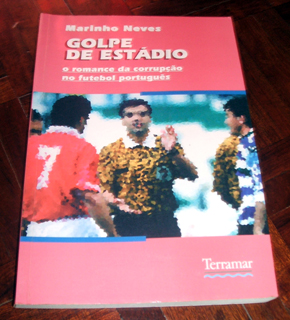 Marinho Neves
GOLPE
DE ESTÁDIO
o romance da corrupção
no futebol português
7
Terramar